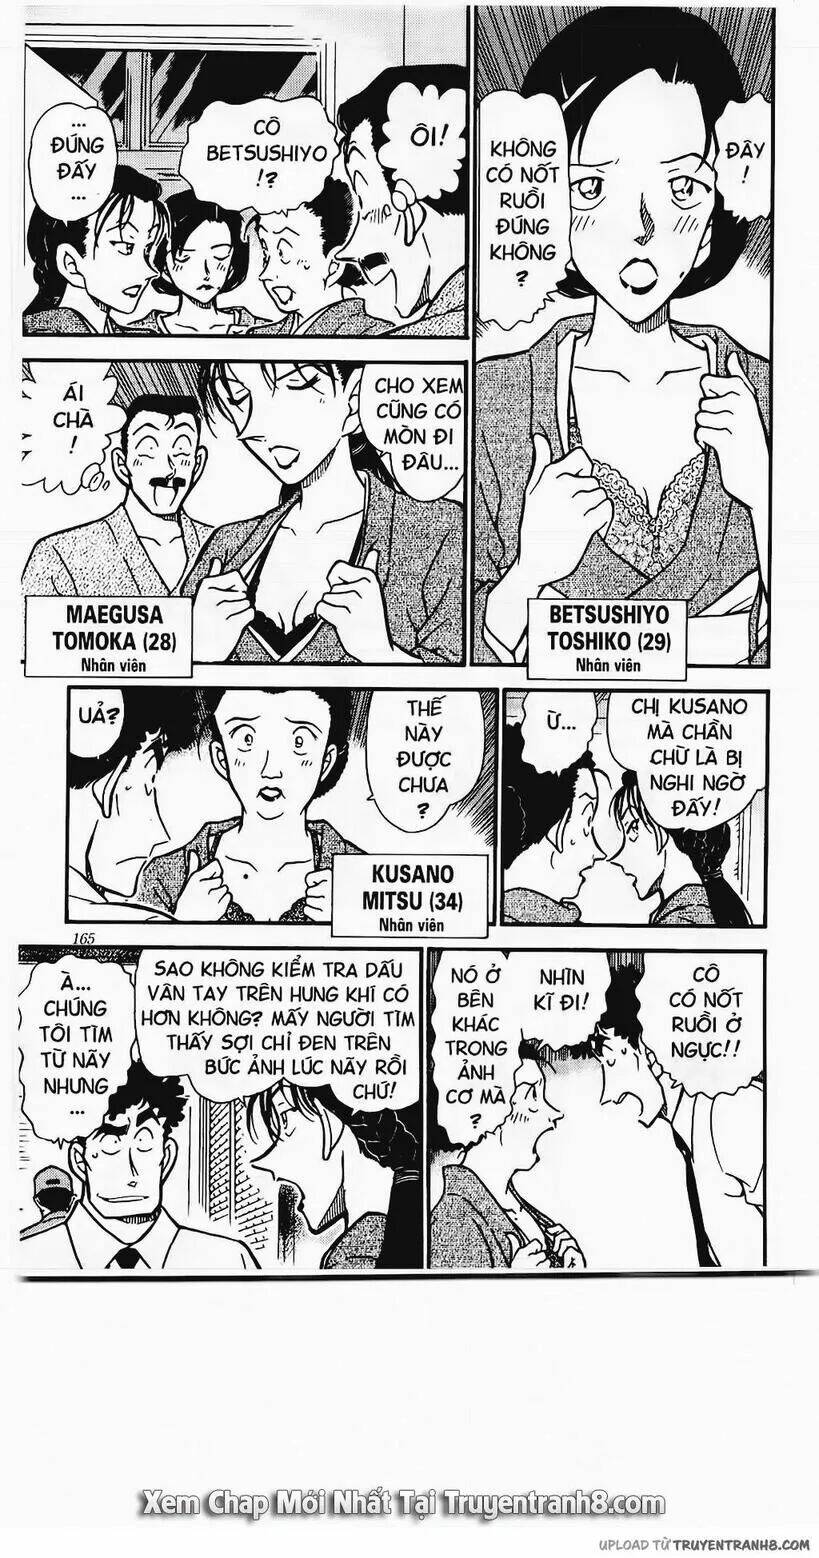 ĐÂY
!
KHÔNG
CÓ NỐT
RUỒI
ĐÚNG
KHÔNG
?
BETSUSHIYO
TOSHIKO (29)
Nhân viên
ÔI!
CÔ
BETSUSHIYO
!?
...
ĐÚNG
ĐẤY
...
CHO XEM
CŨNG CÓ
MÒN ĐI
ĐÂU...
ÁI
CHÀ
!
MAEGUSA
TOMOKA (28)
Nhân viên
CHỊ KUSANO
MÀ CHẦN
CHỪ LÀ BỊ
NGHI NGỜ
ĐẤY!
Ừ...
THẾ
NÀY
ĐƯỢC
CHƯA
?
UẢ?
KUSANO
MITSU (34)
Nhân viên
165
CÔ
CÓ NỐT
RUỒI Ở
NGỰC!!
NHÌN
KĨ ĐI!
NÓ Ở
BÊN
KHÁC
TRONG
ẢNH
CƠ MÀ
?
SAO KHÔNG KIỂM TRA DẤU
VÂN TAY TRÊN HUNG KHÍ CÓ
HƠN KHÔNG? MẤY NGƯỜI TÌM
THẤY SỢI CHỈ ĐEN TRÊN
BỨC ẢNH LÚC NÃY RỒI
CHỨ!
À...
CHÚNG
TÔI TÌM
TỪ NÃY
NHƯNG
...
Xem Chap Mới Nhất Tại Truyentranh8.com
UPLOAD TỪ TRUYENTRANH8.COM